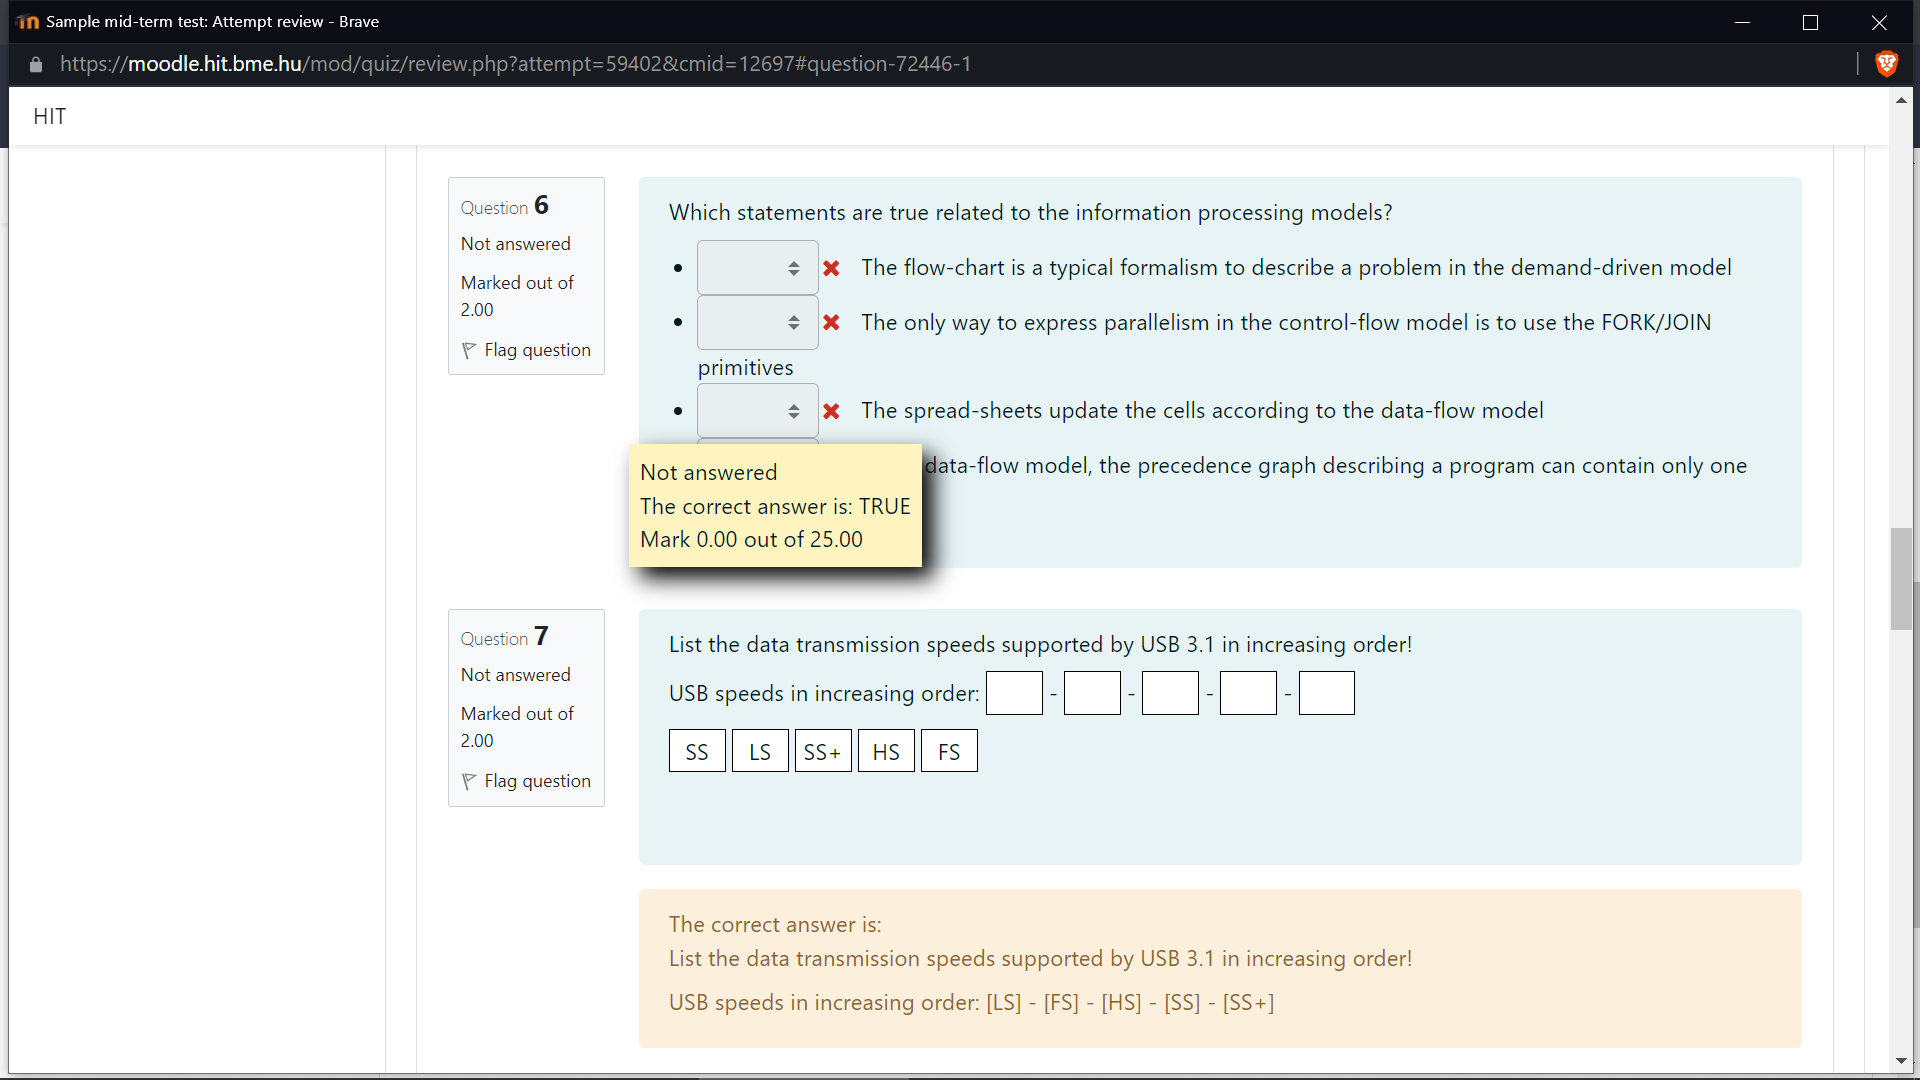 Sample mid-term test: Attempt review - Brave
https://moodle.hit.bme.hu/mod/quiz/review.php?attempt=59402&cmid=12697#question-72446-1
HIT
Question 6
Not answered
Marked out of
2.00
Flag question
Which statements are true related to the information processing models?
The flow-chart is a typical formalism to describe a problem in the demand-driven model
The only way to express parallelism in the control-flow model is to use the FORK/JOIN
primitives
The spread-sheets update the cells according to the data-flow model
data-flow model, the precedence graph describing a program can contain only one
Not answered
The correct answer is: TRUE
Mark 0.00 out of 25.00
Question 7
Not answered
Marked out of
2.00
Flag question
List the data transmission speeds supported by USB 3.1 in increasing order!
USB speeds in increasing order: - - - -
SS LS SS+ HS FS
The correct answer is:
List the data transmission speeds supported by USB 3.1 in increasing order!
USB speeds in increasing order: [LS] - [FS] - [HS] - [SS] - [SS+]